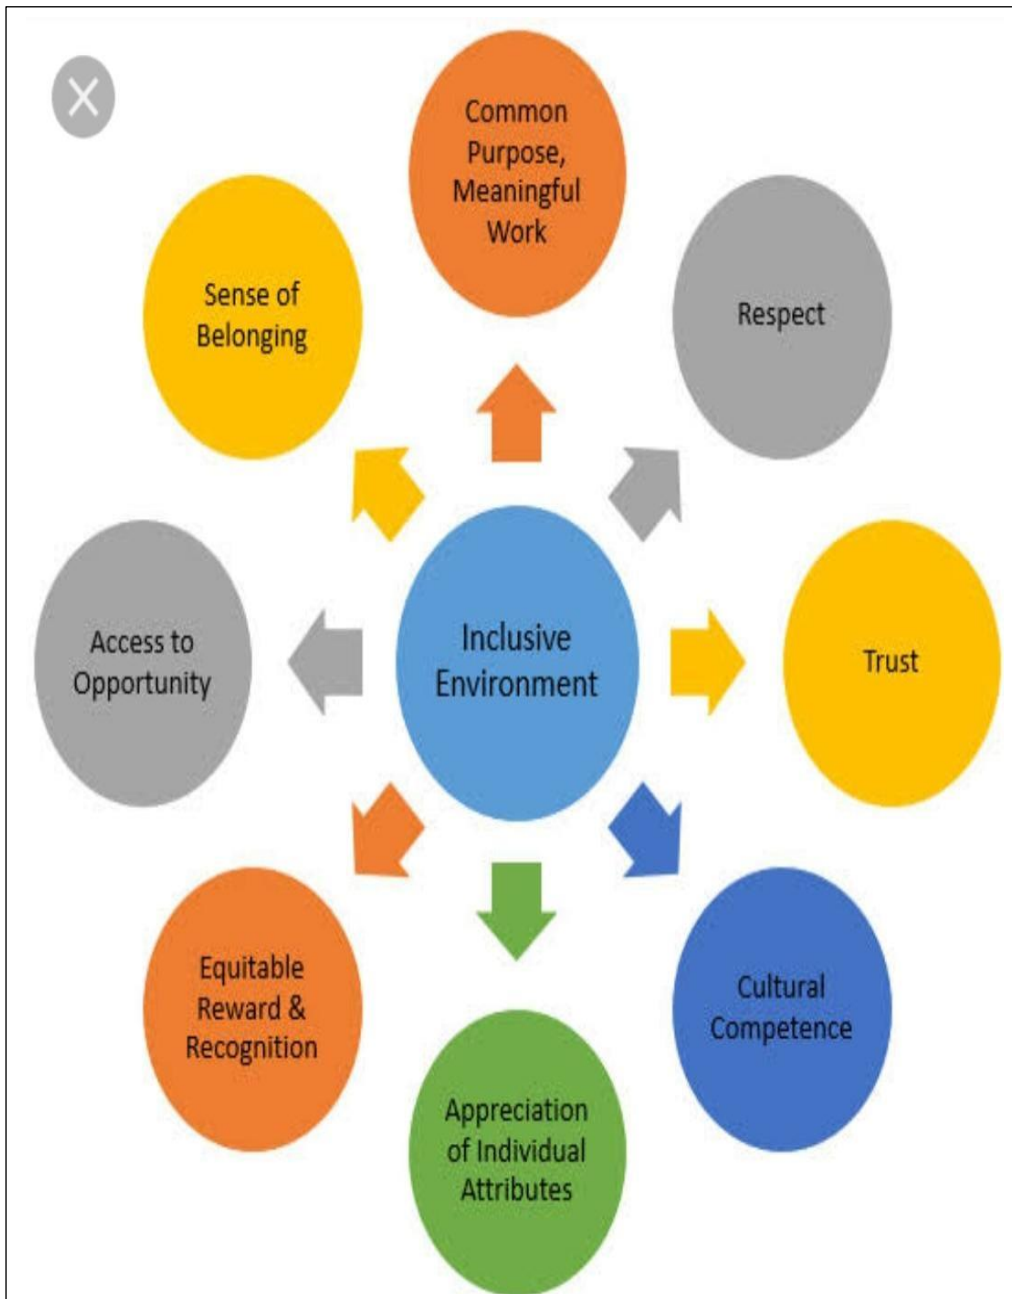 Common
Purpose,
Meaningful
Work
Respect
Trust
Cultural
Competence
Appreciation
of Individual
Attributes
Equitable
Reward &
Recognition
Access to
Opportunity
Sense of
Belonging
Inclusive
Environment